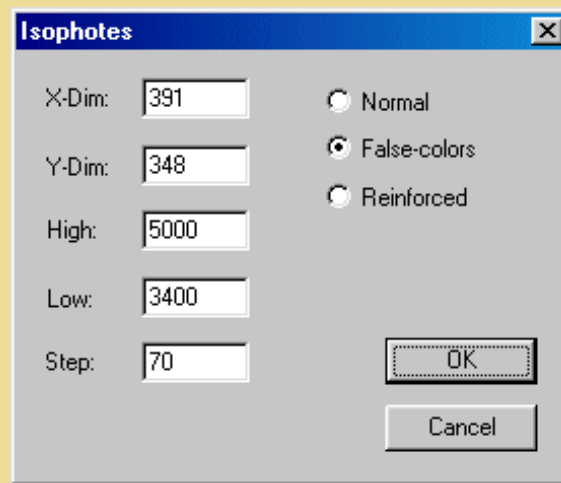 Isophotes
X-Dim: 391
Y-Dim: 348
High: 5000
Low: 3400
Step: 70
Normal
False-colors
Reinforced
OK
Cancel